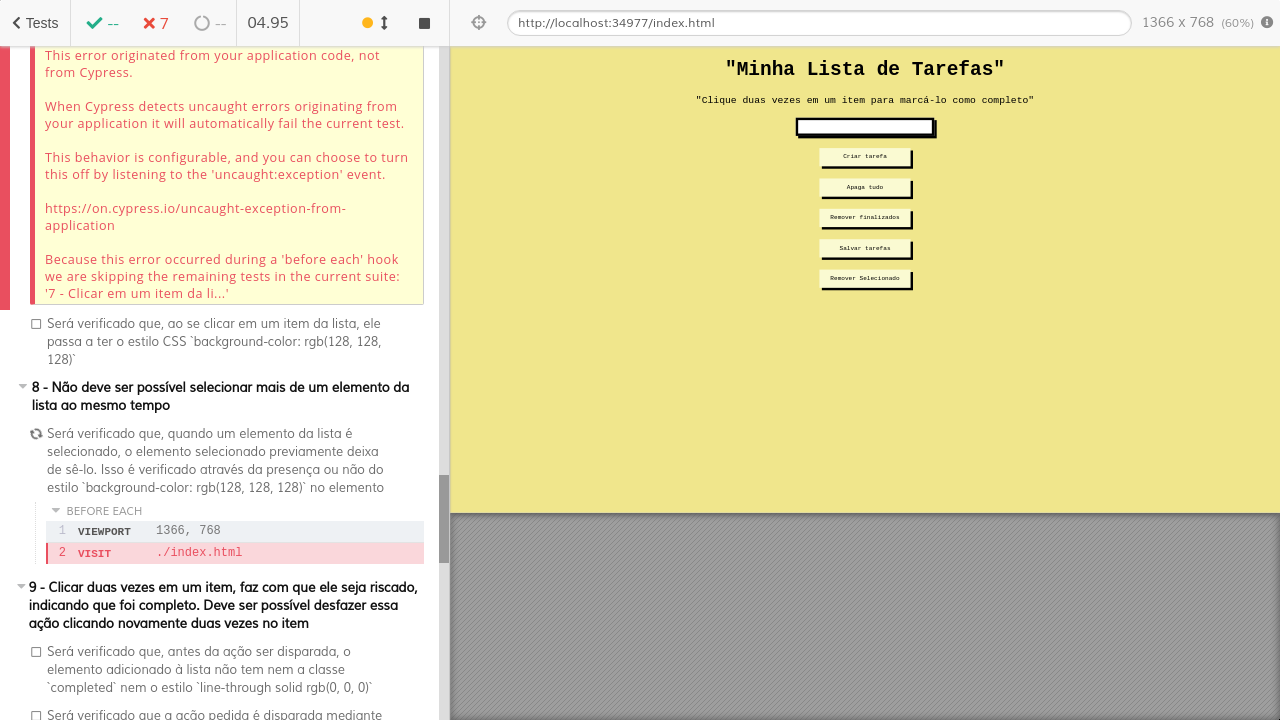 Tests
--
7
--
04.95
http://localhost:34977/index.html
1366 x 768 (60%)
This error originated from your application code, not
from Cypress.
When Cypress detects uncaught errors originating from
your application it will automatically fail the current test.
This behavior is configurable, and you can choose to turn
this off by listening to the 'uncaught:exception' event.
https://on.cypress.io/uncaught-exception-from-
application
Because this error occurred during a 'before each' hook
we are skipping the remaining tests in the current suite:
'7 - Clicar em um item da li...'
Será verificado que, ao se clicar em um item da lista, ele
passa a ter o estilo CSS `background-color: rgb(128, 128,
128)`
8 - Não deve ser possível selecionar mais de um elemento da
lista ao mesmo tempo
Será verificado que, quando um elemento da lista é
selecionado, o elemento selecionado previamente deixa
de sê-lo. Isso é verificado através da presença ou não do
estilo `background-color: rgb(128, 128, 128)` no elemento
BEFORE EACH
1 VIEWPORT 1366, 768
2 VISIT ./index.html
9 - Clicar duas vezes em um item, faz com que ele seja riscado,
indicando que foi completo. Deve ser possível desfazer essa
ação clicando novamente duas vezes no item
Será verificado que, antes da ação ser disparada, o
elemento adicionado à lista não tem nem a classe
`completed` nem o estilo `line-through solid rgb(0, 0, 0)`
Será verificado que a ação pedida é disparada mediante
"Minha Lista de Tarefas"
"Clique duas vezes em um item para marcá-lo como completo"
Criar tarefa
Apaga tudo
Remover finalizados
Salvar tarefas
Remover Selecionado